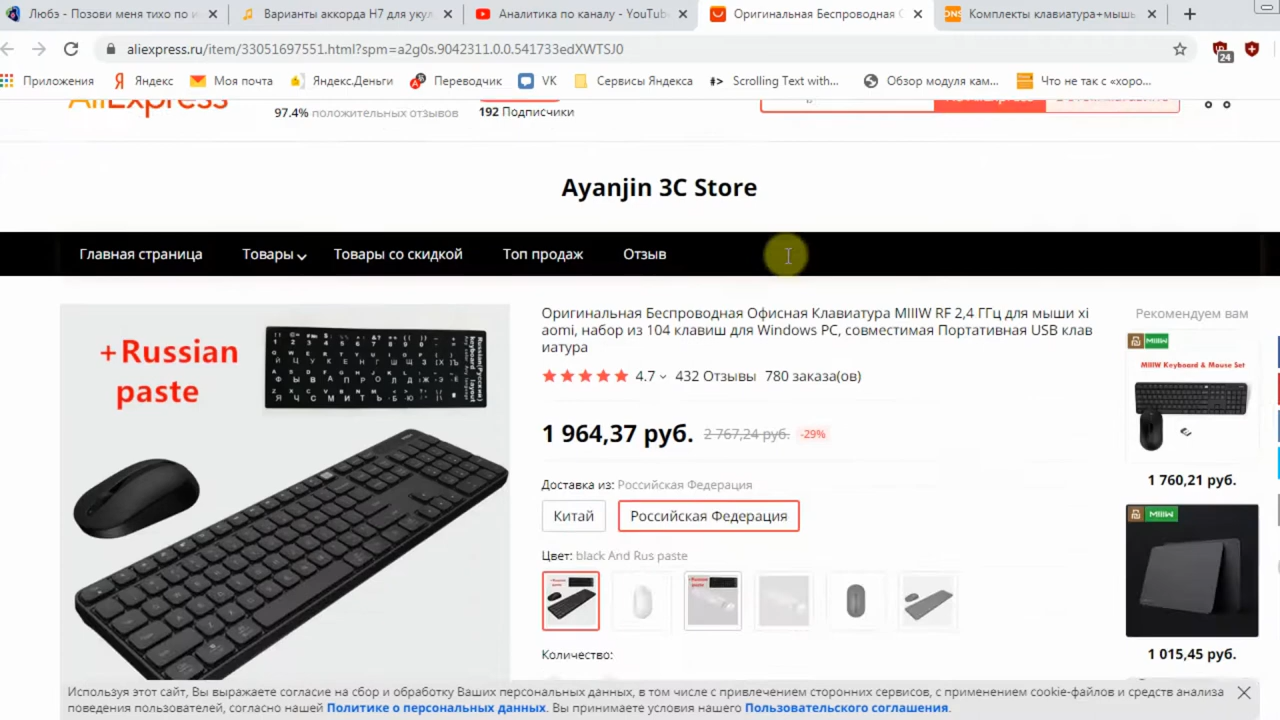 Любэ - Позови меня тихо по и
Варианты аккорда H7 для укул
Аналитика по каналу - YouTub
Оригинальная Беспроводная О
Комплекты клавиатура+мышь
aliexpress.ru/item/33051697551.html?spm=a2g0s.9042311.0.0.541733edXWTSJ0
24
Приложения
Яндекс
Моя почта
Яндекс.Деньги
Переводчик
VK
Сервисы Яндекса
Scrolling Text with...
Обзор модуля кам...
Что не так с «хоро...
AliExpress
97.4% положительных отзывов
192 Подписчики
Ayanjin 3C Store
Главная страница
Товары
Товары со скидкой
Топ продаж
Отзыв
+Russian
paste
Оригинальная Беспроводная Офисная Клавиатура MIIIW RF 2,4 ГГц для мыши xi
aomi, набор из 104 клавиш для Windows PC, совместимая Портативная USB клав
иатура
4.7 432 Отзывы 780 заказа(ов)
1 964,37 руб. 2 767,24 руб. -29%
Доставка из: Российская Федерация
Китай
Российская Федерация
Цвет: black And Rus paste
Количество:
Рекомендуем вам
MIIIW
MIIIW Keyboard & Mouse Set
1 760,21 руб.
MIIIW
1 015,45 руб.
Используя этот сайт, Вы выражаете согласие на сбор и обработку Ваших персональных данных, в том числе с привлечением сторонних сервисов, с применением cookie-файлов и средств анализа
поведения пользователей, согласно нашей Политике о персональных данных. Вы принимаете условия нашего Пользовательского соглашения.